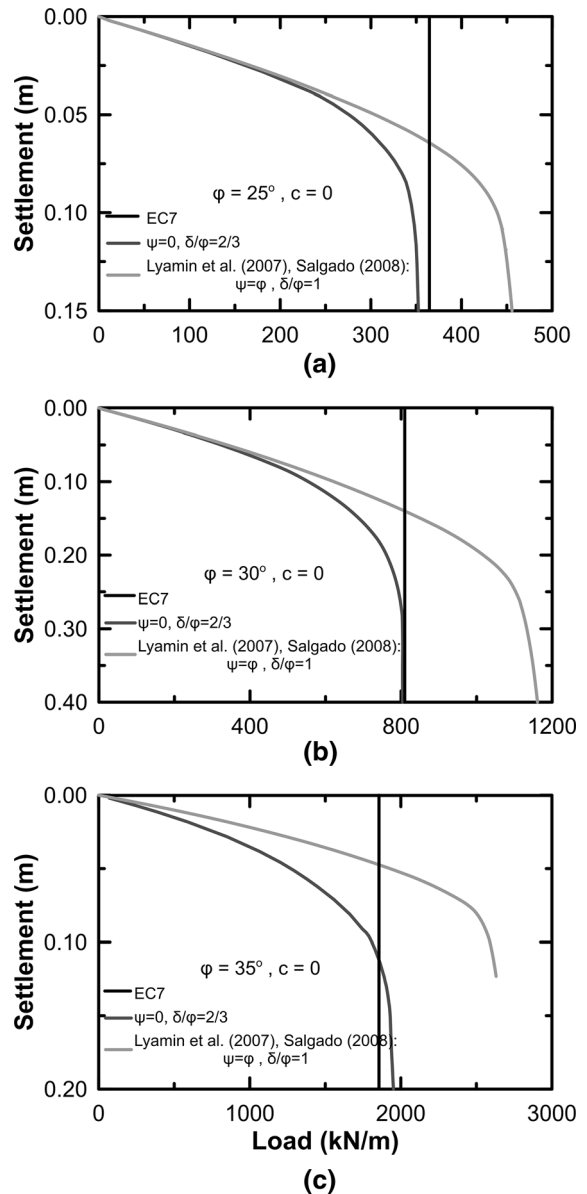 0.00
0.05
0.10
0.15
Settlement (m)
φ = 25° , c = 0
EC7
ψ=0, δ/φ=2/3
Lyamin et al. (2007), Salgado (2008):
ψ=φ , δ/φ=1
0 100 200 300 400 500
(a)
0.00
0.10
0.20
0.30
0.40
Settlement (m)
φ = 30° , c = 0
EC7
ψ=0, δ/φ=2/3
Lyamin et al. (2007), Salgado (2008):
ψ=φ , δ/φ=1
0 400 800 1200
(b)
0.00
0.10
0.20
Settlement (m)
φ = 35° , c = 0
EC7
ψ=0, δ/φ=2/3
Lyamin et al. (2007), Salgado (2008):
ψ=φ , δ/φ=1
0 1000 2000 3000
Load (kN/m)
(c)